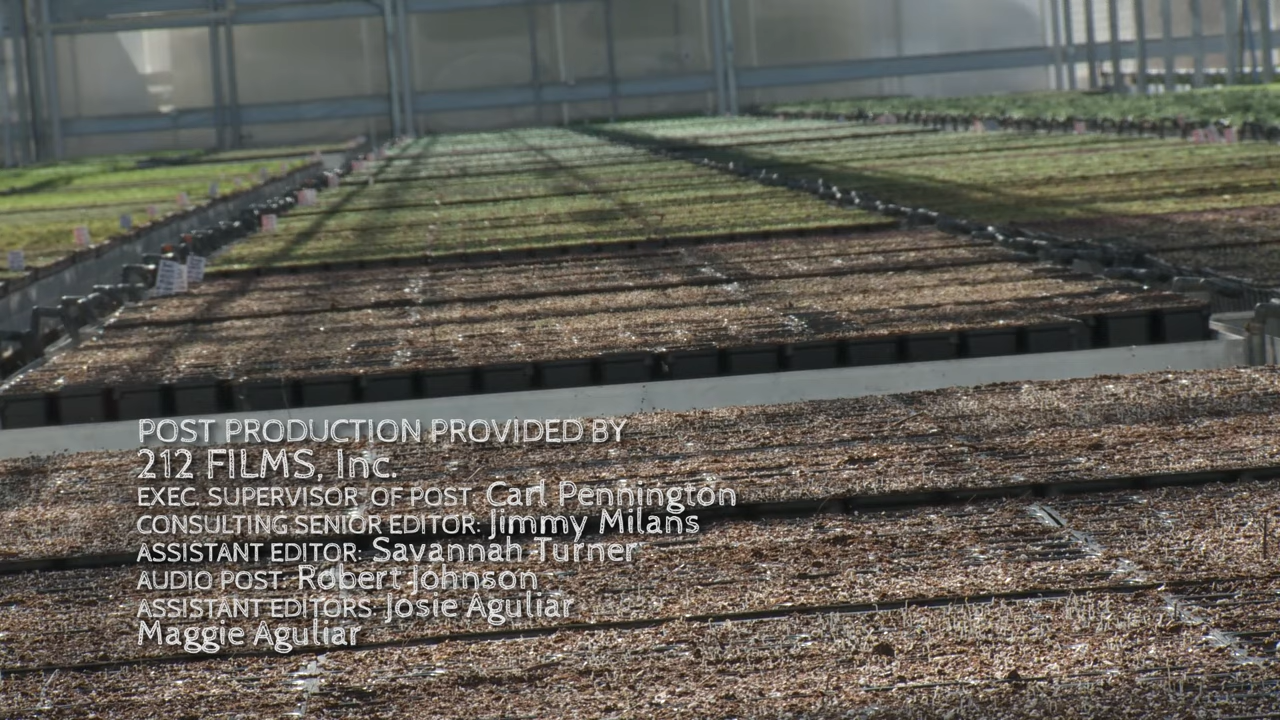 POST PRODUCTION PROVIDED BY
212 FILMS, Inc.
EXEC. SUPERVISOR OF POST: Carl Pennington
CONSULTING SENIOR EDITOR: Jimmy Milans
ASSISTANT EDITOR: Savannah Turner
AUDIO POST: Robert Johnson
ASSISTANT EDITORS: Josie Aguliar
Maggie Aguliar